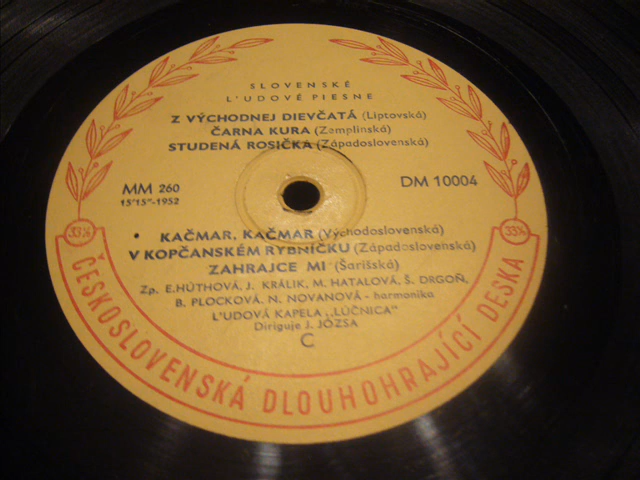 SLOVENSKÉ
ĽUDOVÉ PIESNE
Z VÝCHODNEJ DIEVČATÁ (Liptovská)
ČARNA KURA (Zemplínská)
STUDENÁ ROSIČKA (Západoslovenská)
MM 260
15'15"-1952
DM 10004
• KAČMAR, KAČMAR (Východoslovenská)
V KOPČANSKÉM RYBNÍČKU (Západoslovenská)
ZAHRAJCE MI (Šarišská)
Zp. E. HÚTHOVÁ, J. KRÁLIK, M. HATALOVÁ, Š. DRGOŇ,
B. PLOCKOVÁ, N. NOVANOVÁ - harmonika
ĽUDOVÁ KAPELA „LÚČNICA"
Diriguje J. JÓZSA
C
33⅓
33⅓
ČESKOSLOVENSKÁ DLOUHOHRAJÍCÍ DESKA